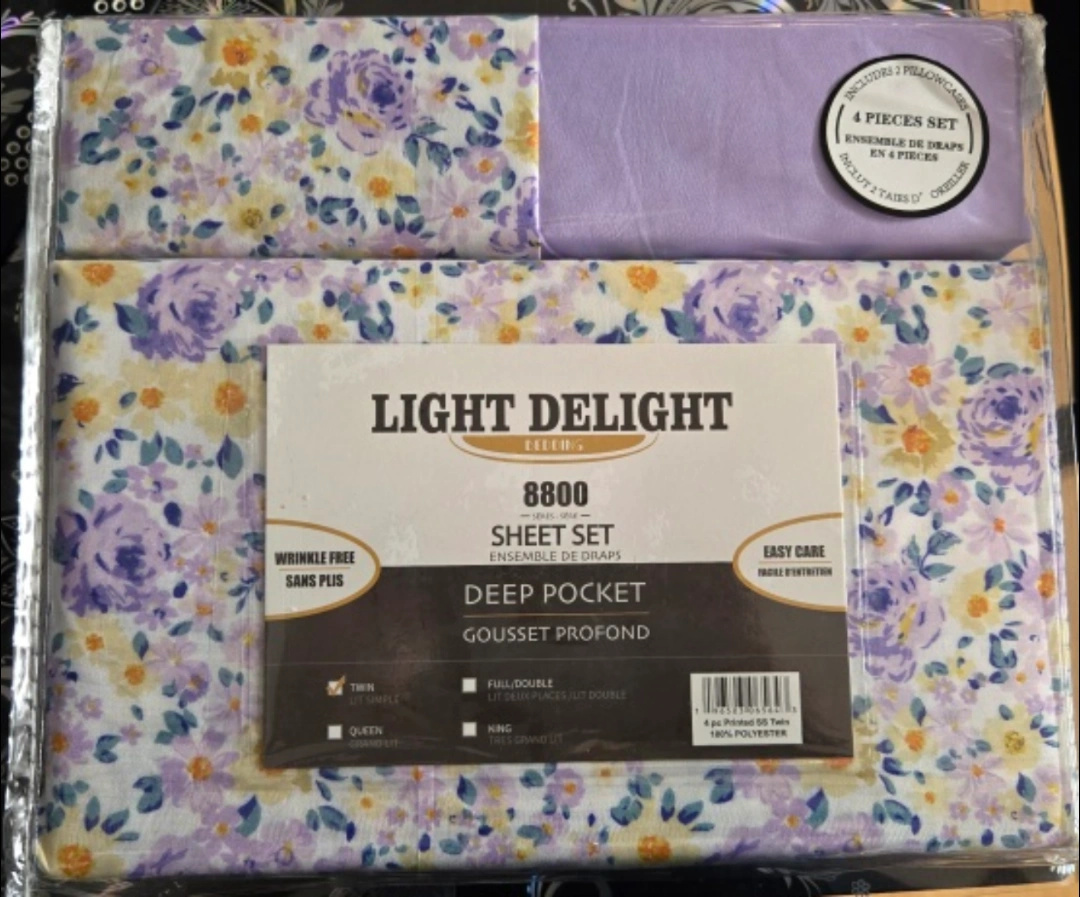 INCLUDES 2 PILLOWCASES
4 PIECES SET
ENSEMBLE DE DRAPS
EN 4 PIECES
INCLUT 2 TAIES D' OREILLER
LIGHT DELIGHT
BEDDING
8800
SHEET SET
ENSEMBLE DE DRAPS
WRINKLE FREE
SANS PLIS
EASY CARE
FACILE D'ENTRETIEN
DEEP POCKET
GOUSSET PROFOND
TWIN
LIT SIMPLE
FULL/DOUBLE
LIT DEUX PLACES /LIT DOUBLE
QUEEN
GRAND LIT
KING
TRES GRAND LIT
4 pc Printed SS Twin
100% POLYESTER